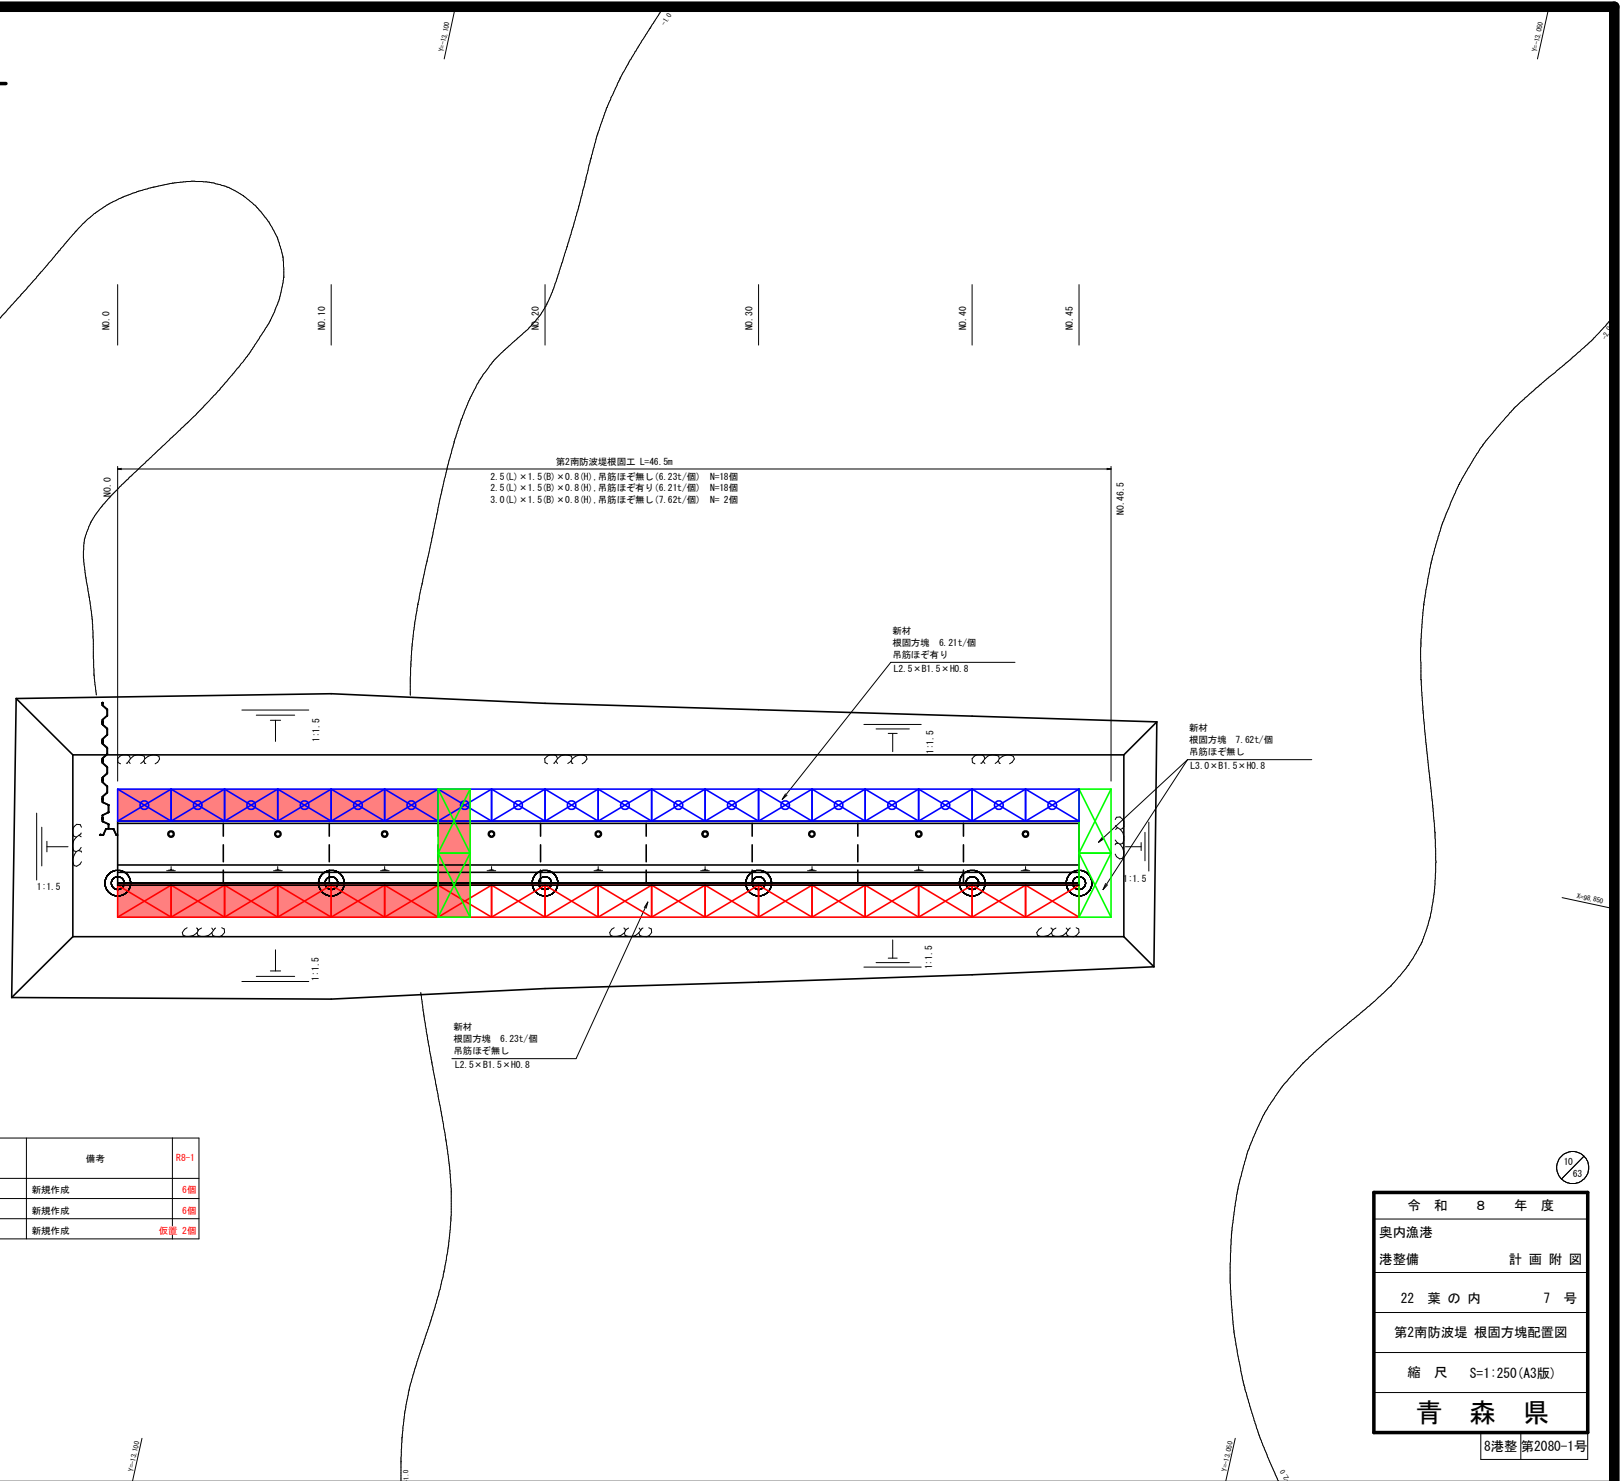 Y=-13,100
-1.0
Y=-13,050
NO.0
NO.10
NO.20
NO.30
NO.40
NO.45
第2南防波堤根固工 L=46.5m
2.5(L)×1.5(B)×0.8(H),吊筋ほぞ無し(6.23t/個) N=18個
2.5(L)×1.5(B)×0.8(H),吊筋ほぞ有り(6.21t/個) N=18個
3.0(L)×1.5(B)×0.8(H),吊筋ほぞ無し(7.62t/個) N= 2個
NO.0
NO.46.5
新材
根固方塊 6.21t/個
吊筋ほぞ有り
L2.5×B1.5×H0.8
新材
根固方塊 7.62t/個
吊筋ほぞ無し
L3.0×B1.5×H0.8
1:1.5
1:1.5
1:1.5
1:1.5
X=98,850
1:1.5
1:1.5
新材
根固方塊 6.23t/個
吊筋ほぞ無し
L2.5×B1.5×H0.8
備考 R8-1
新規作成 6個
新規作成 6個
新規作成 仮置 2個
10/63
令和 8 年度
奥内漁港
港整備 計画附図
22 葉の内 7 号
第2南防波堤 根固方塊配置図
縮 尺 S=1:250(A3版)
青森県
8港整 第2080-1号
Y=-13,100
Y=-13,050